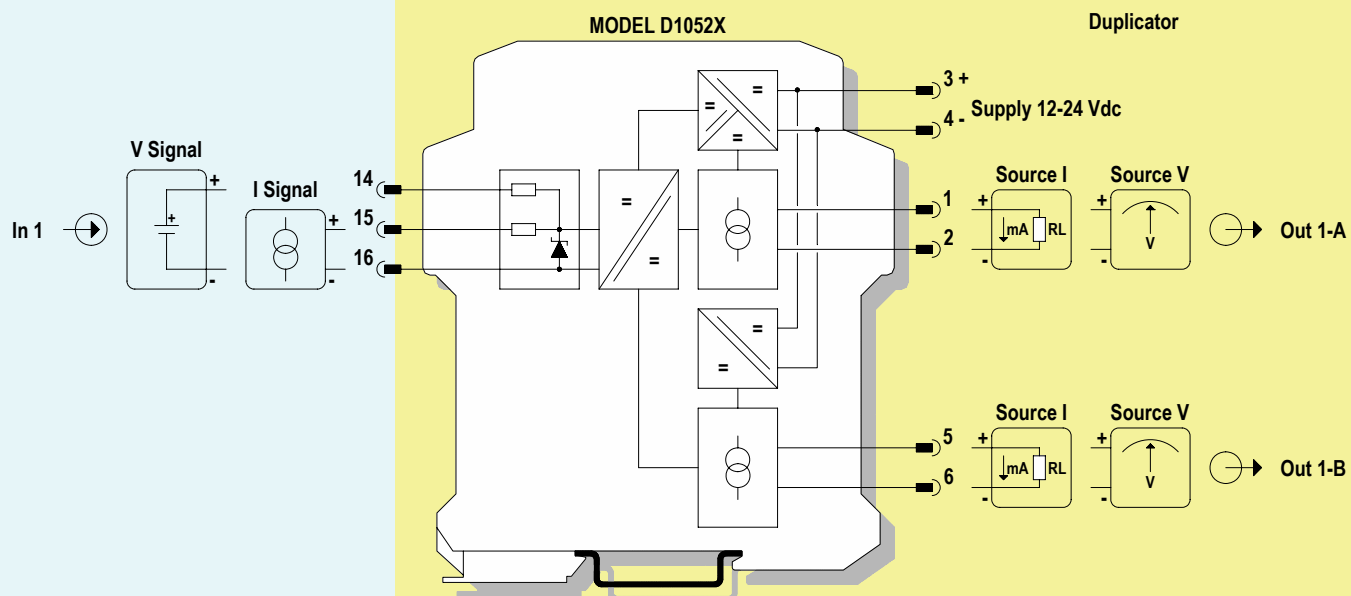 MODEL D1052X
Duplicator
=
=
=
3 +
4 -
Supply 12-24 Vdc
V Signal
+
+
-
I Signal
+
-
In 1
14
15
16
=
=
1
2
Source I
+
mA
RL
-
Source V
+
V
-
Out 1-A
=
=
5
6
Source I
+
mA
RL
-
Source V
+
V
-
Out 1-B